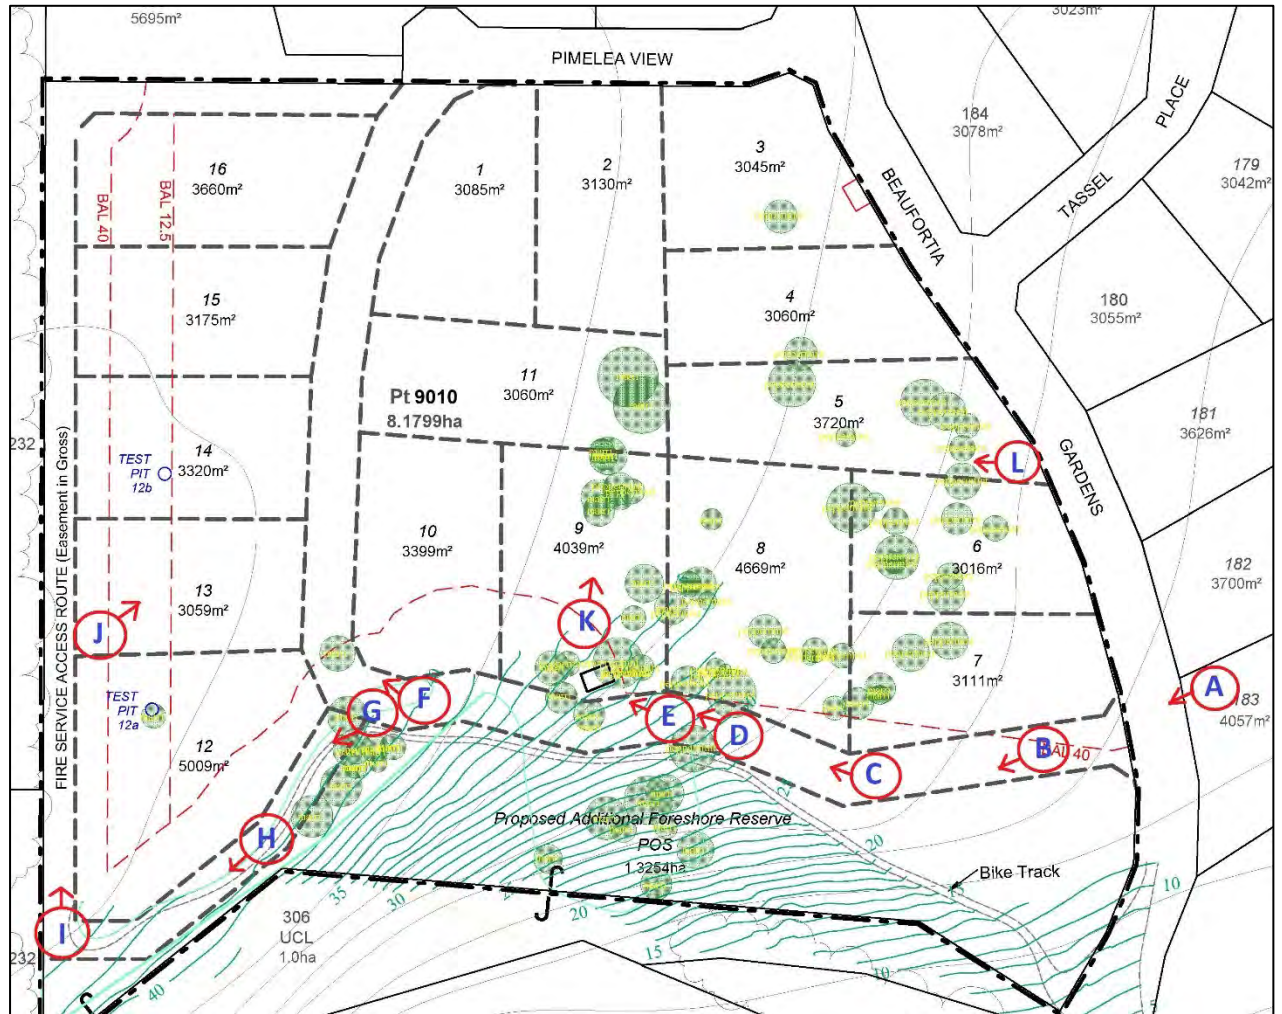 5695m²
3023m²
PIMELEA VIEW
184
3078m²
PLACE
TASSEL
179
3042m²
16
3660m²
1
3085m²
2
3130m²
3
3045m²
BEAUFORTIA
GARDENS
BAL 40
BAL 12.5
15
3175m²
4
3060m²
180
3055m²
Pt 9010
8.1799ha
11
3060m²
5
3720m²
181
3626m²
232
FIRE SERVICE ACCESS ROUTE (Easement in Gross)
TEST
PIT
12b
14
3320m²
L
10
3399m²
9
4039m²
8
4669m²
6
3016m²
182
3700m²
13
3059m²
J
K
7
3111m²
A
183
4057m²
TEST
PIT
12a
12
5009m²
G
F
E
D
C
B
BAL 40
H
Proposed Additional Foreshore Reserve
POS
1.3254ha
Bike Track
I
306
UCL
1.0ha
232
35
30
20
15
10
40
20
10